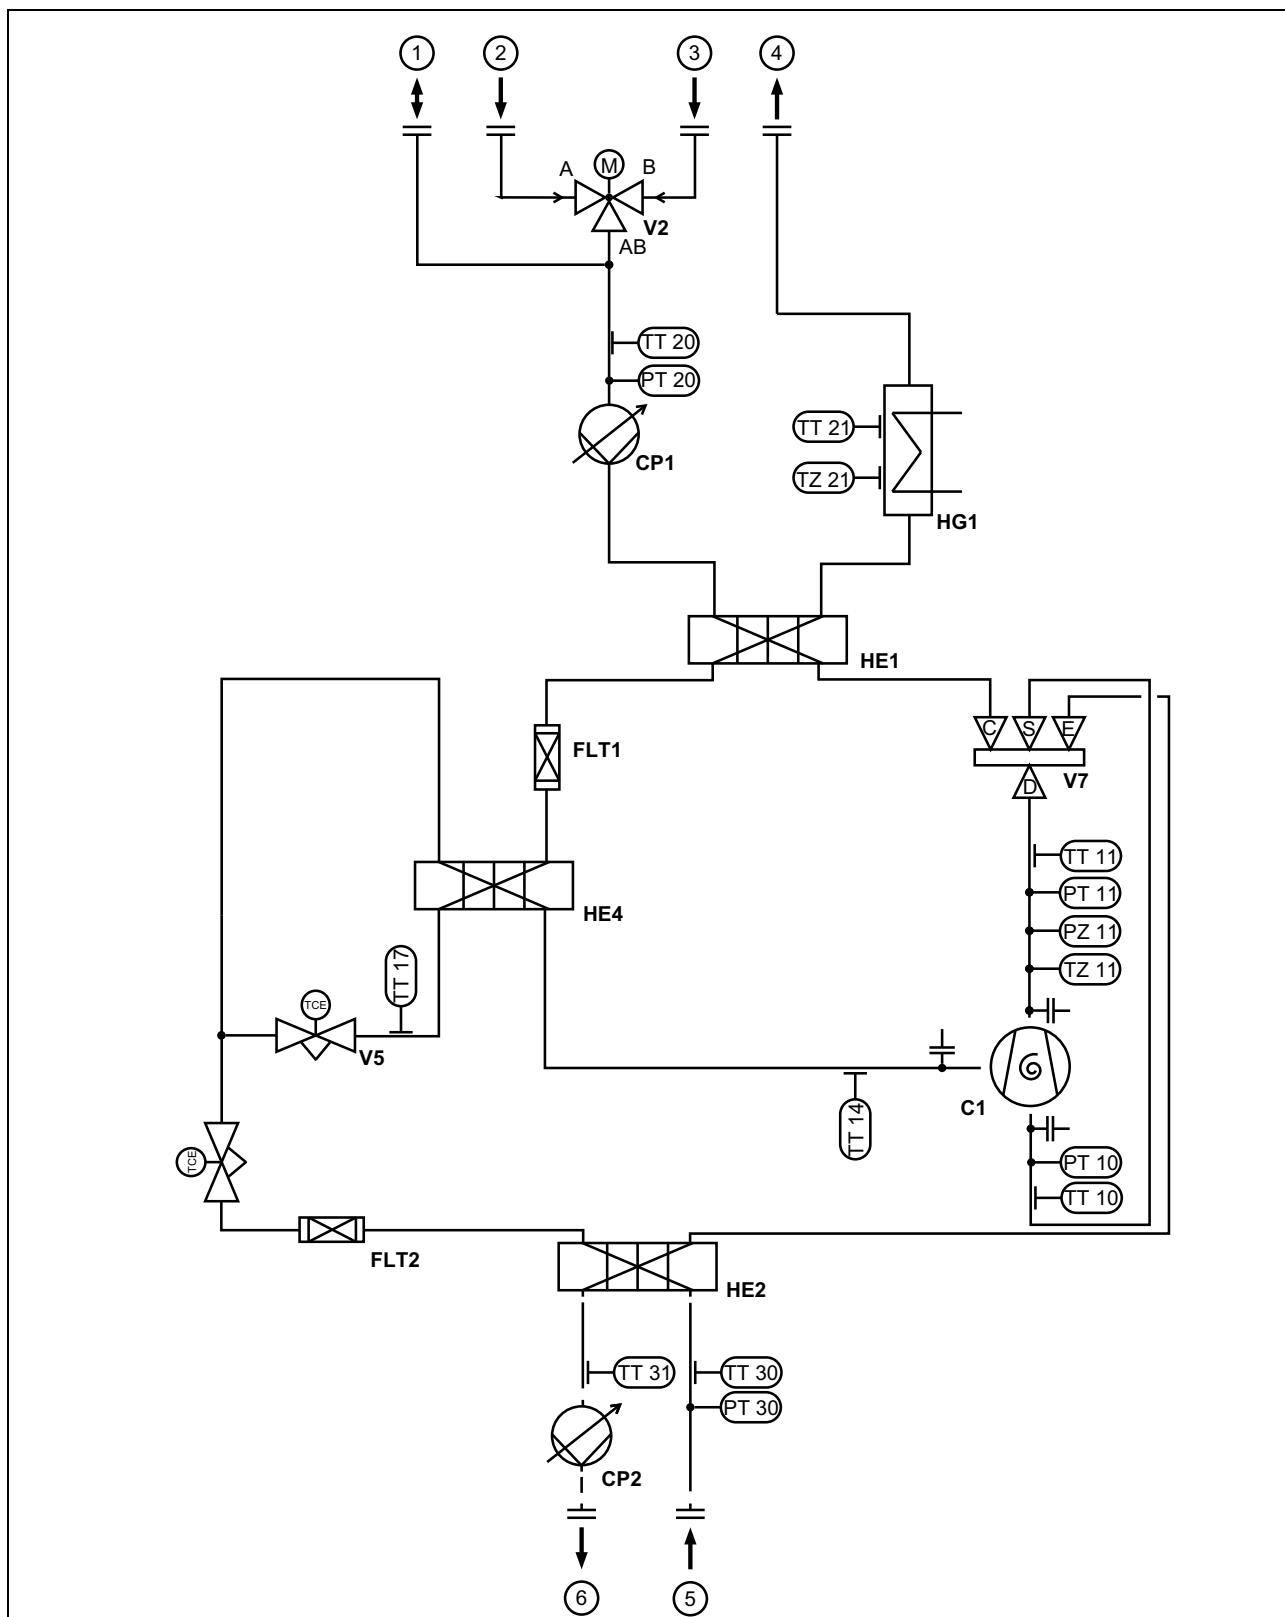 1
2
3
4
M
A
B
V2
AB
TT 20
PT 20
CP1
TT 21
TZ 21
HG1
HE1
C
S
E
V7
D
FLT1
TT 11
PT 11
PZ 11
TZ 11
HE4
TT 17
TCE
V5
C1
TT 14
TCE
PT 10
TT 10
FLT2
HE2
TT 31
TT 30
PT 30
CP2
6
5